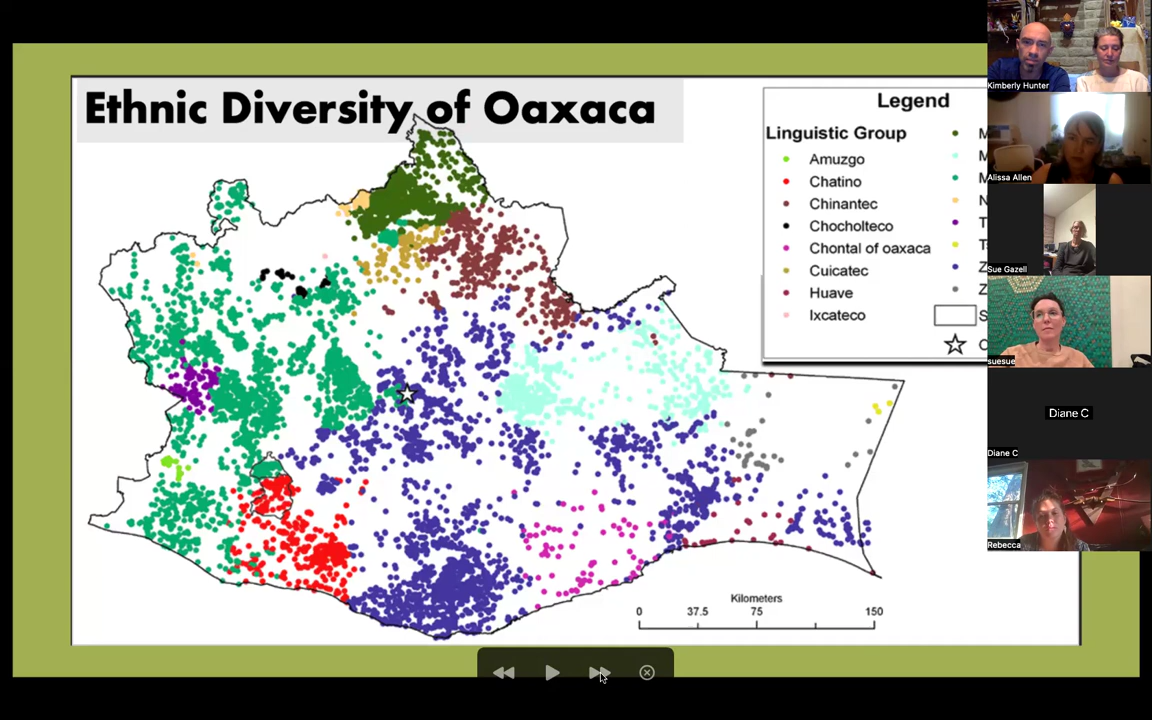 Ethnic Diversity of Oaxaca
Legend
Linguistic Group
Amuzgo
Chatino
Chinantec
Chocholteco
Chontal of oaxaca
Cuicatec
Huave
Ixcateco
M
M
M
N
T
T
Z
Z
S
Kilometers
0 37.5 75 150
Kimberly Hunter
Alissa Allen
Sue Gazell
suesue
Diane C
Diane C
Rebecca